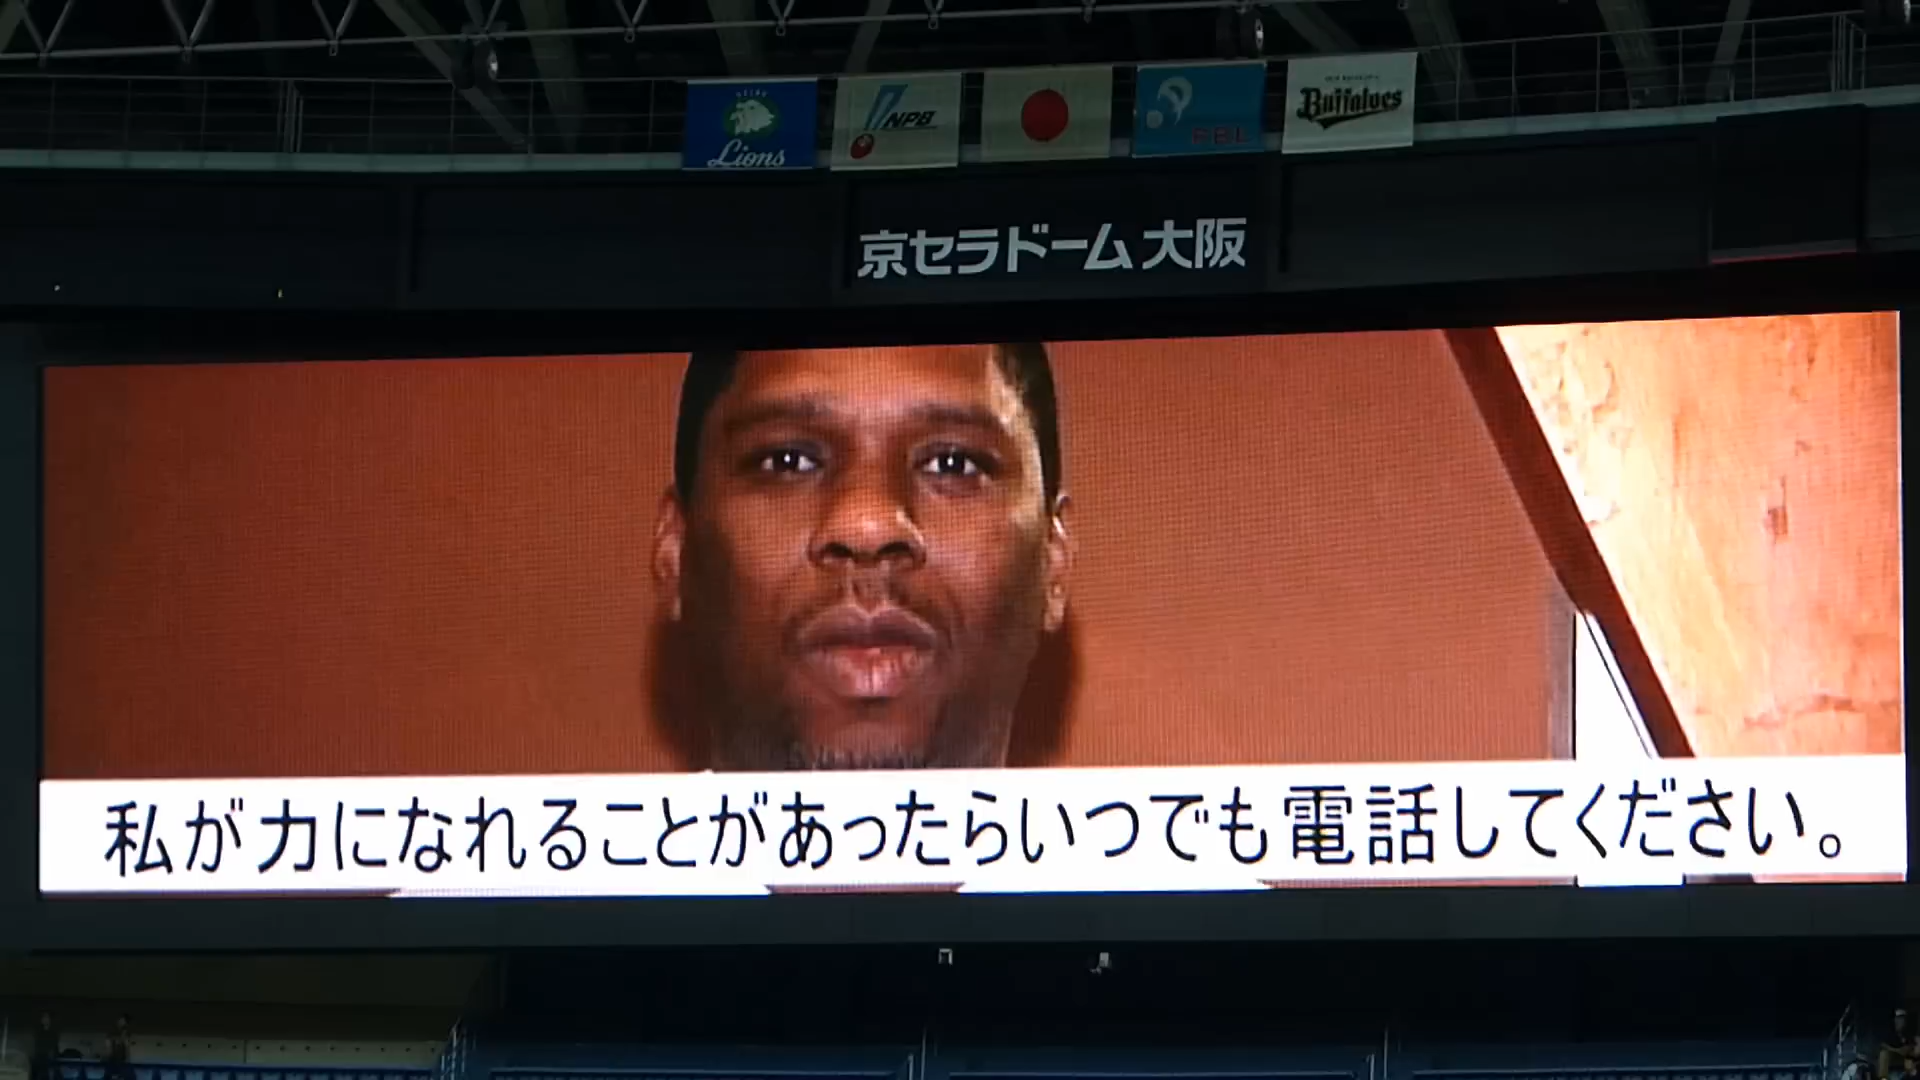 Lions
NPB
PBL
Buffaloes
京セラドーム大阪
私が力になれることがあったらいつでも電話してください。